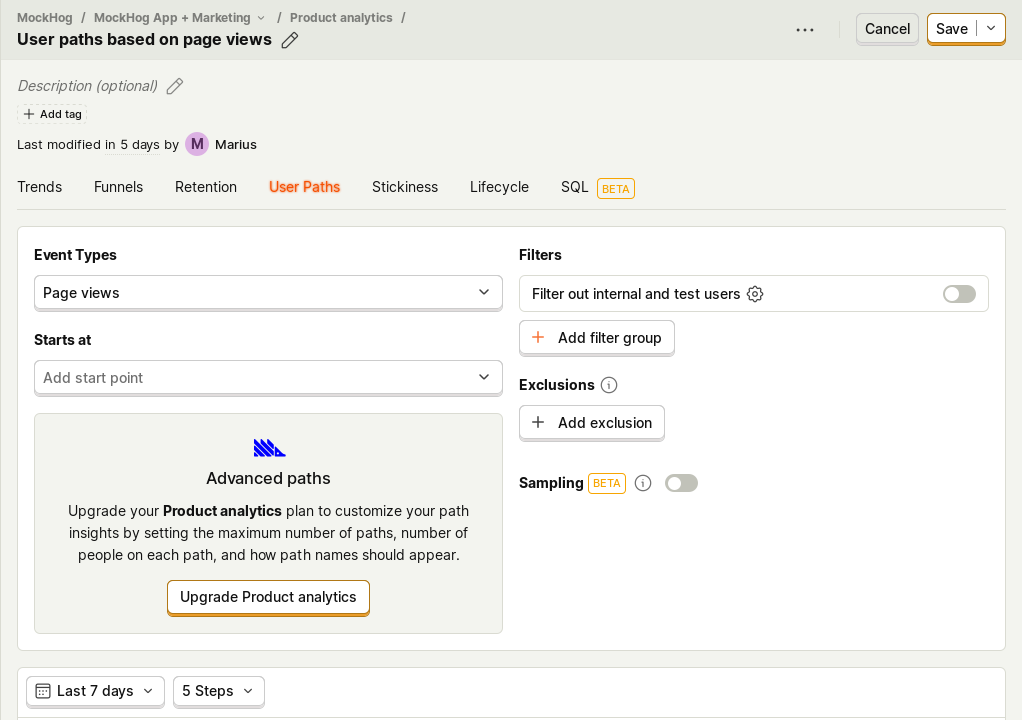 MockHog / MockHog App + Marketing / Product analytics /
User paths based on page views
Cancel
Save
Description (optional)
Add tag
Last modified in 5 days by M Marius
Trends Funnels Retention User Paths Stickiness Lifecycle SQL BETA
Event Types
Page views
Starts at
Add start point
Advanced paths
Upgrade your Product analytics plan to customize your path
insights by setting the maximum number of paths, number of
people on each path, and how path names should appear.
Upgrade Product analytics
Filters
Filter out internal and test users
Add filter group
Exclusions
Add exclusion
Sampling BETA
Last 7 days
5 Steps